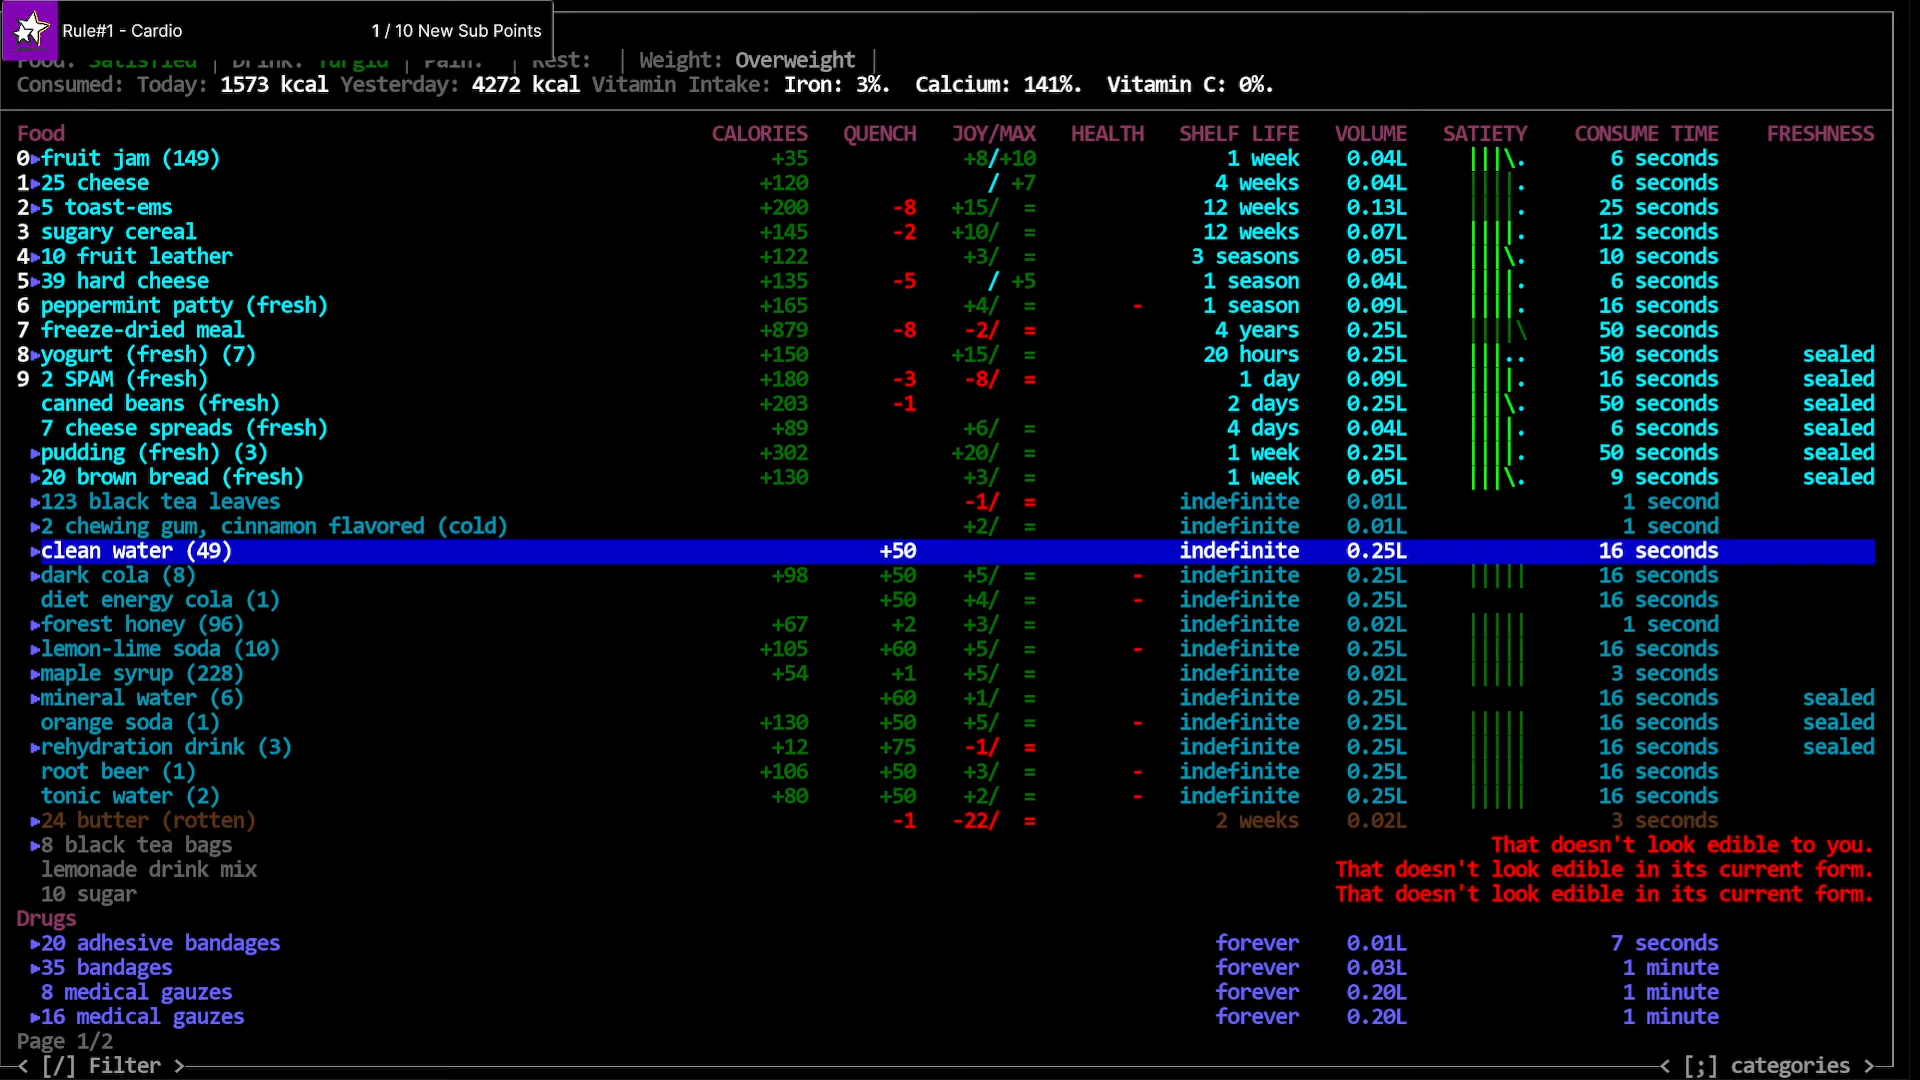 Rule#1 - Cardio 1 / 10 New Sub Points
Food: Satisfied | Drink: Turgid | Pain: | Rest: | Weight: Overweight |
Consumed: Today: 1573 kcal Yesterday: 4272 kcal Vitamin Intake: Iron: 3%. Calcium: 141%. Vitamin C: 0%.
Food CALORIES QUENCH JOY/MAX HEALTH SHELF LIFE VOLUME SATIETY CONSUME TIME FRESHNESS
0 fruit jam (149) +35 +8/+10 1 week 0.04L |||\. 6 seconds
1 25 cheese +120 / +7 4 weeks 0.04L ||||. 6 seconds
2 5 toast-ems +200 -8 +15/ = 12 weeks 0.13L ||||. 25 seconds
3 sugary cereal +145 -2 +10/ = 12 weeks 0.07L ||||. 12 seconds
4 10 fruit leather +122 +3/ = 3 seasons 0.05L |||\. 10 seconds
5 39 hard cheese +135 -5 / +5 1 season 0.04L ||||. 6 seconds
6 peppermint patty (fresh) +165 +4/ = - 1 season 0.09L ||||. 16 seconds
7 freeze-dried meal +879 -8 -2/ = 4 years 0.25L ||||\ 50 seconds
8 yogurt (fresh) (7) +150 +15/ = 20 hours 0.25L |||.. 50 seconds sealed
9 2 SPAM (fresh) +180 -3 -8/ = 1 day 0.09L ||||. 16 seconds sealed
canned beans (fresh) +203 -1 2 days 0.25L |||\. 50 seconds sealed
7 cheese spreads (fresh) +89 +6/ = 4 days 0.04L ||||. 6 seconds sealed
pudding (fresh) (3) +302 +20/ = 1 week 0.25L ||||. 50 seconds sealed
20 brown bread (fresh) +130 +3/ = 1 week 0.05L |||\. 9 seconds sealed
123 black tea leaves -1/ = indefinite 0.01L 1 second
2 chewing gum, cinnamon flavored (cold) +2/ = indefinite 0.01L 1 second
clean water (49) +50 indefinite 0.25L 16 seconds
dark cola (8) +98 +50 +5/ = - indefinite 0.25L ||||| 16 seconds
diet energy cola (1) +50 +4/ = - indefinite 0.25L 16 seconds
forest honey (96) +67 +2 +3/ = indefinite 0.02L ||||| 1 second
lemon-lime soda (10) +105 +60 +5/ = - indefinite 0.25L ||||| 16 seconds
maple syrup (228) +54 +1 +5/ = indefinite 0.02L ||||| 3 seconds
mineral water (6) +60 +1/ = indefinite 0.25L 16 seconds sealed
orange soda (1) +130 +50 +5/ = - indefinite 0.25L ||||| 16 seconds sealed
rehydration drink (3) +12 +75 -1/ = indefinite 0.25L ||||| 16 seconds sealed
root beer (1) +106 +50 +3/ = - indefinite 0.25L ||||| 16 seconds
tonic water (2) +80 +50 +2/ = - indefinite 0.25L ||||| 16 seconds
24 butter (rotten) -1 -22/ = 2 weeks 0.02L 3 seconds
8 black tea bags That doesn't look edible to you.
lemonade drink mix That doesn't look edible in its current form.
10 sugar That doesn't look edible in its current form.
Drugs
20 adhesive bandages forever 0.01L 7 seconds
35 bandages forever 0.03L 1 minute
8 medical gauzes forever 0.20L 1 minute
16 medical gauzes forever 0.20L 1 minute
Page 1/2
< [/] Filter > < [;] categories >